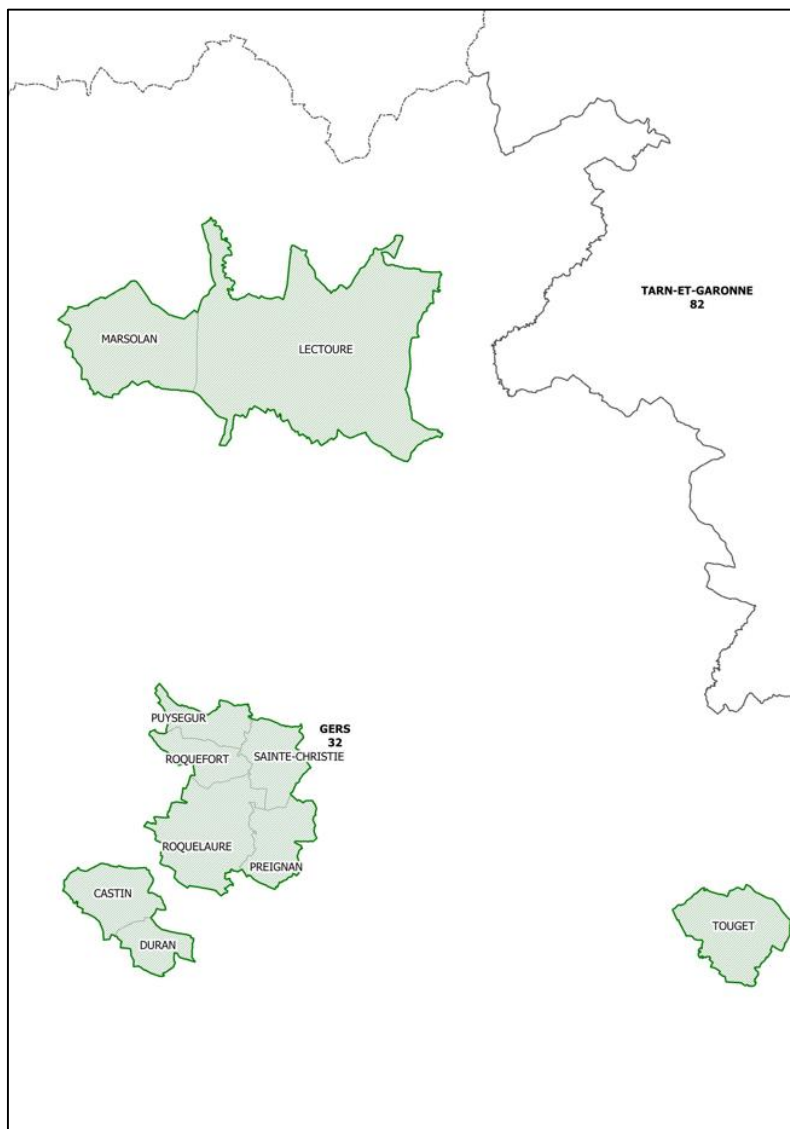 TARN-ET-GARONNE
82
MARSOLAN
LECTOURE
PUYSEGUR
GERS
32
ROQUEFORT
SAINTE-CHRISTIE
ROQUELAURE
PREIGNAN
CASTIN
TOUGET
DURAN